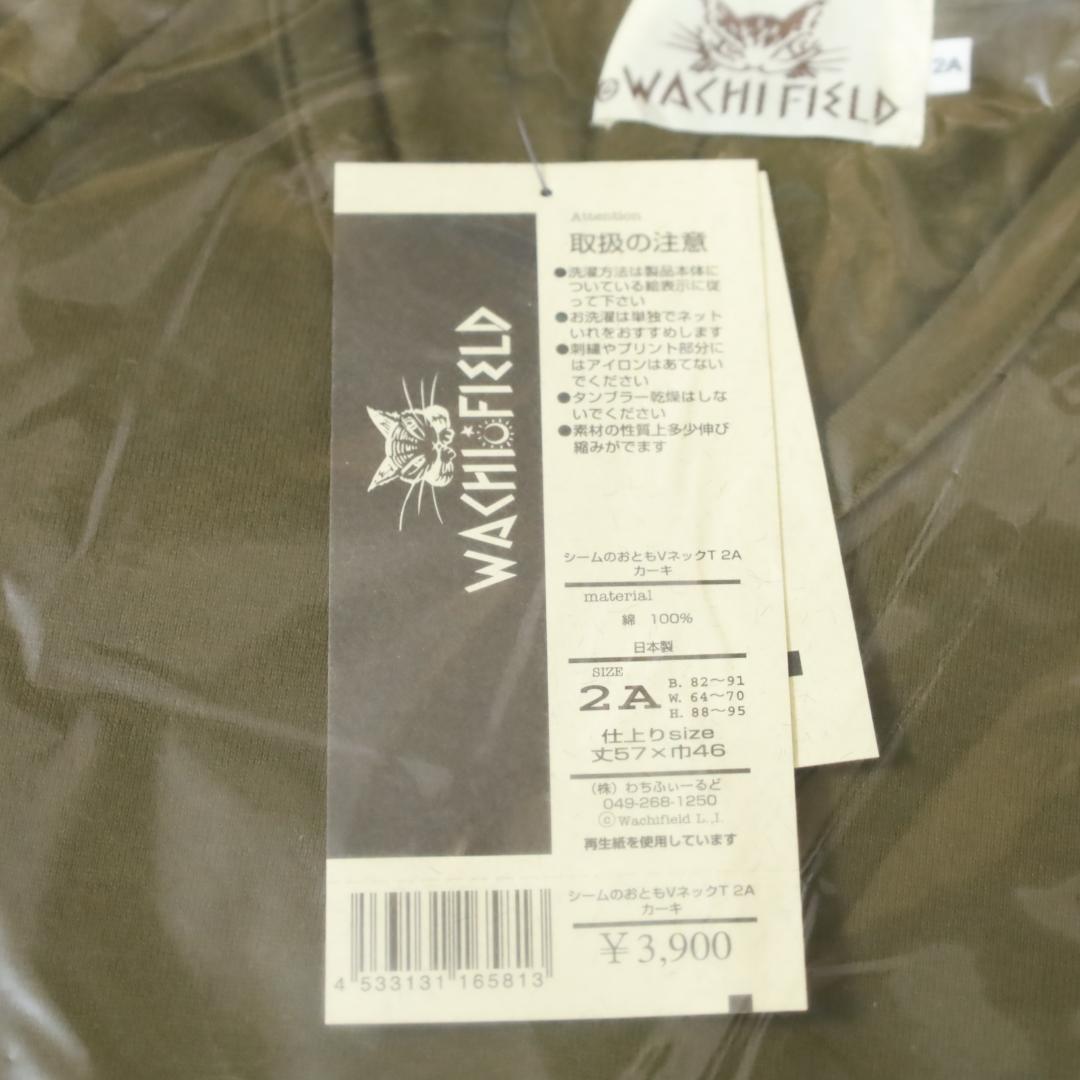 WACHIFIELD
2A
WACHIFIELD
Attention
取扱の注意
●洗濯方法は製品本体に
ついている絵表示に従
って下さい
●お洗濯は単独でネット
いれをおすすめします
●刺繍やプリント部分に
はアイロンはあてない
でください
●タンブラー乾燥はしな
いでください
●素材の性質上多少伸び
縮みがでます
シームのおともVネックT 2A
カーキ
material
綿 100%
日本製
SIZE
2A
B. 82〜91
W. 64〜70
H. 88〜95
仕上りsize
丈57×巾46
(株)わちふぃーるど
049-268-1250
©Wachifield L.,I.
再生紙を使用しています
シームのおともVネックT 2A
カーキ
¥3,900
4 533131 165813